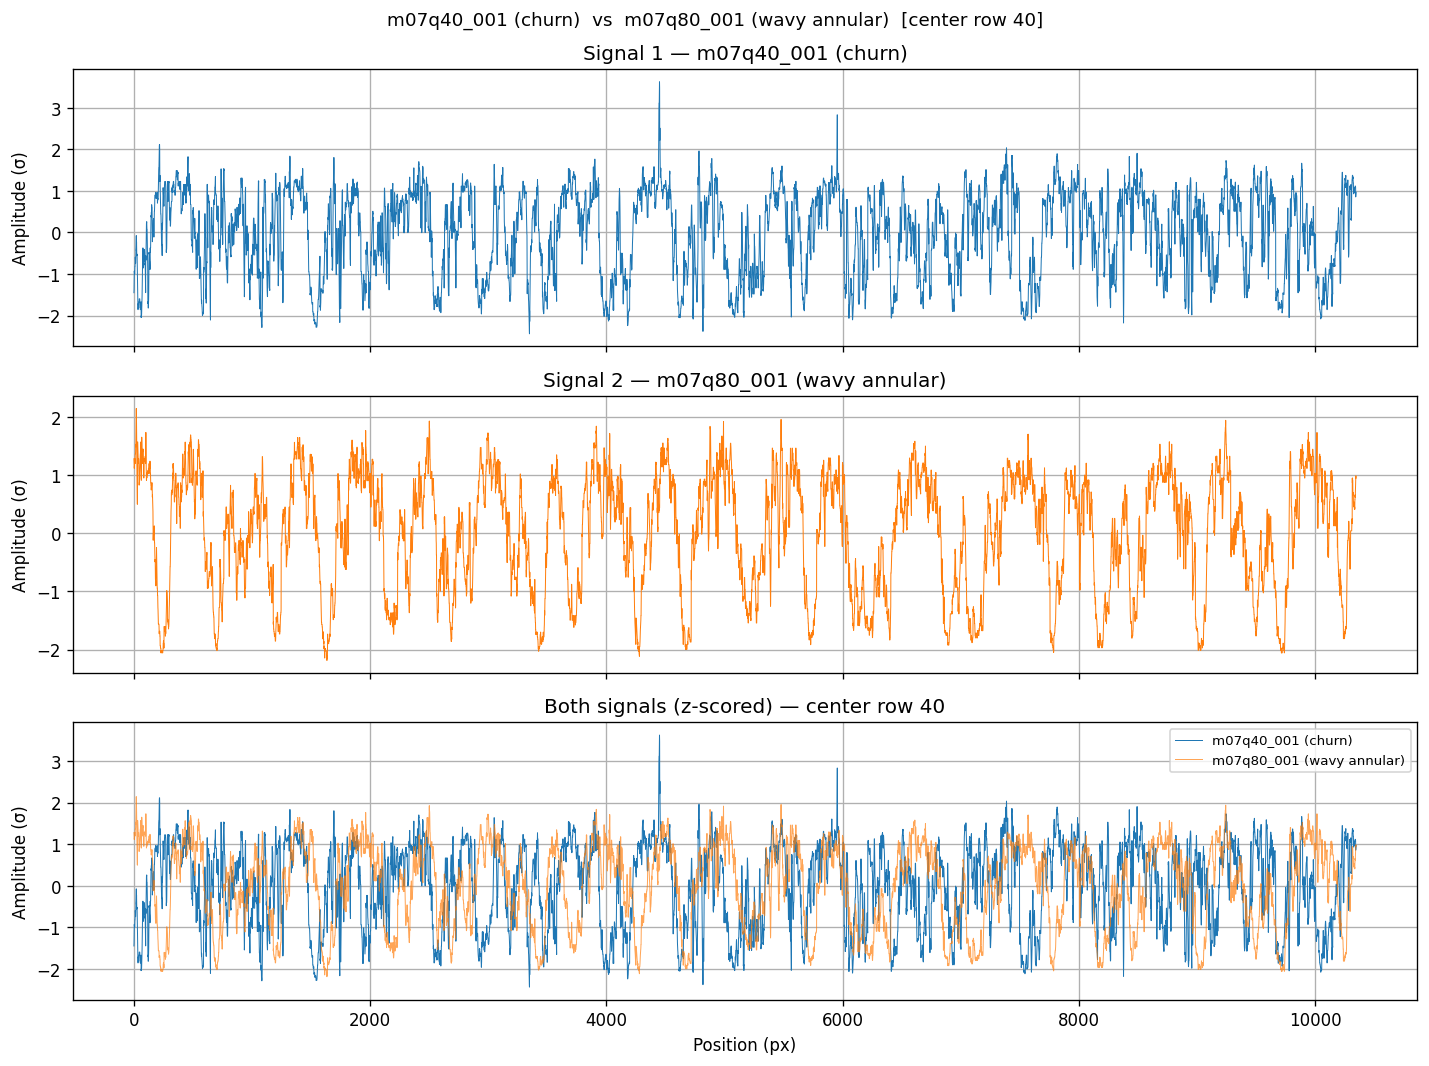 m07q40_001 (churn)  vs  m07q80_001 (wavy annular)  [center row 40]
Signal 1 — m07q40_001 (churn)
Amplitude (σ)
3
2
1
0
−1
−2
Signal 2 — m07q80_001 (wavy annular)
Amplitude (σ)
2
1
0
−1
−2
Both signals (z-scored) — center row 40
Amplitude (σ)
3
2
1
0
−1
−2
m07q40_001 (churn)
m07q80_001 (wavy annular)
0 2000 4000 6000 8000 10000
Position (px)